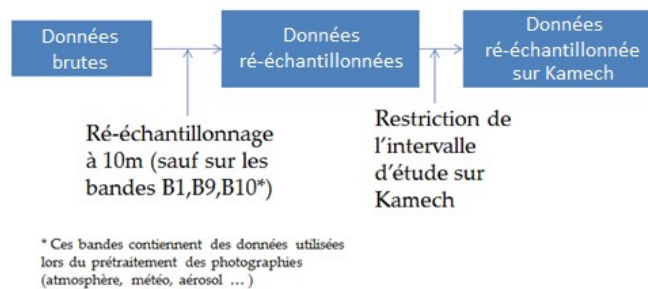 Données
brutes
Données
ré-échantillonnées
Données
ré-échantillonnée
sur Kamech
Ré-échantillonnage
à 10m (sauf sur les
bandes B1,B9,B10*)
Restriction de
l'intervalle
d'étude sur
Kamech
* Ces bandes contiennent des données utilisées
lors du prétraitement des photographies
(atmosphère, météo, aérosol ... )